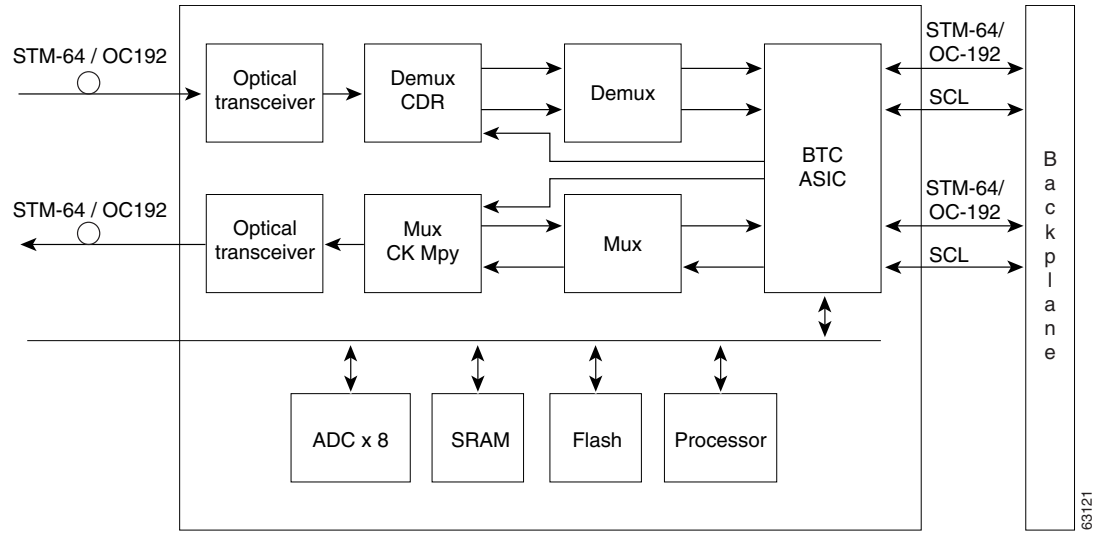 STM-64 / OC192
Optical
transceiver
Demux
CDR
Demux
BTC
ASIC
STM-64/
OC-192
SCL
STM-64 / OC192
Optical
transceiver
Mux
CK Mpy
Mux
STM-64/
OC-192
SCL
Backplane
ADC x 8
SRAM
Flash
Processor
63121